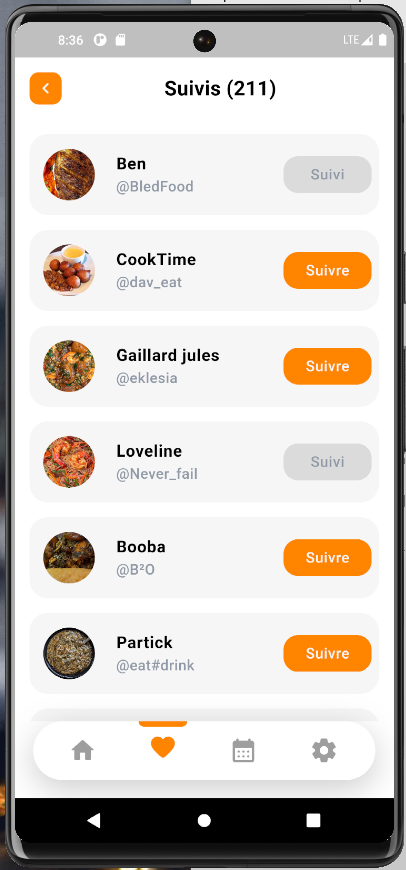 8:36
LTE
Suivis (211)
Ben
@BledFood
Suivi
CookTime
@dav_eat
Suivre
Gaillard jules
@eklesia
Suivre
Loveline
@Never_fail
Suivi
Booba
@B²O
Suivre
Partick
@eat#drink
Suivre